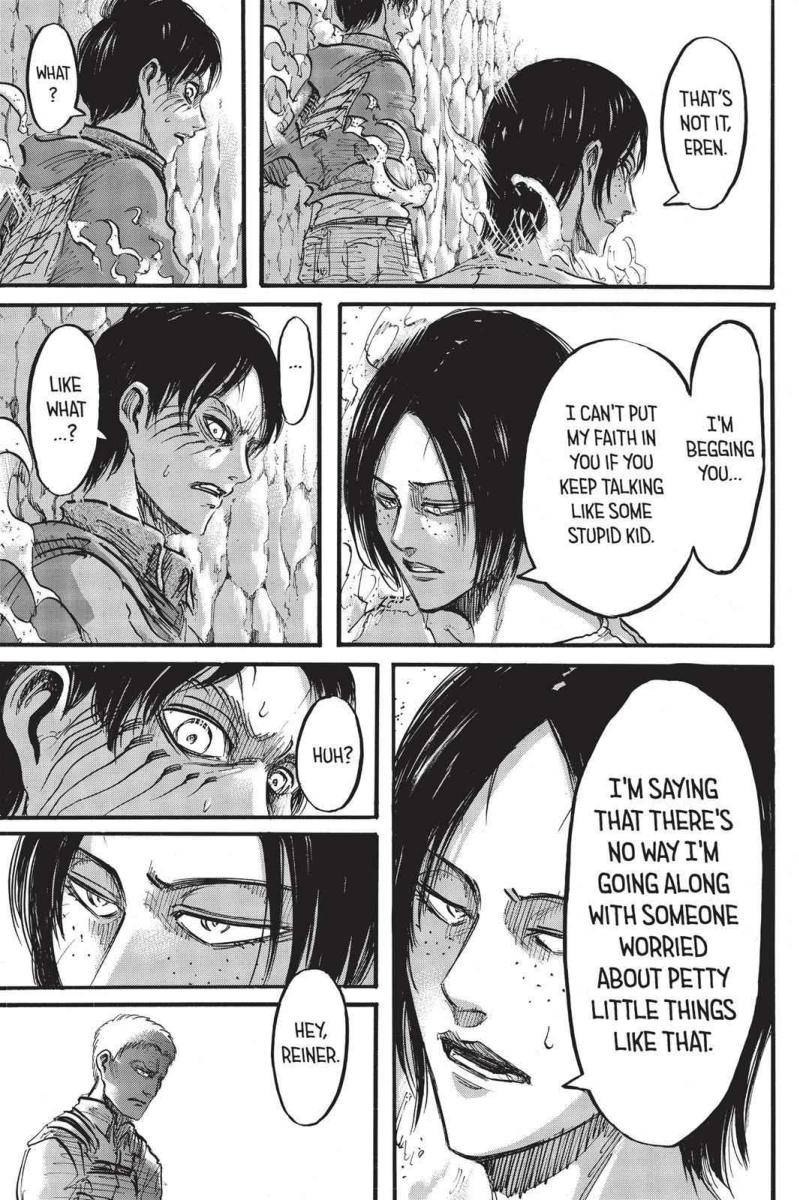 THAT'S
NOT IT,
EREN.
WHAT
?
I'M
BEGGING
YOU...
I CAN'T PUT
MY FAITH IN
YOU IF YOU
KEEP TALKING
LIKE SOME
STUPID KID.
...
LIKE
WHAT
...?
I'M SAYING
THAT THERE'S
NO WAY I'M
GOING ALONG
WITH SOMEONE
WORRIED
ABOUT PETTY
LITTLE THINGS
LIKE THAT.
HUH?
HEY,
REINER.